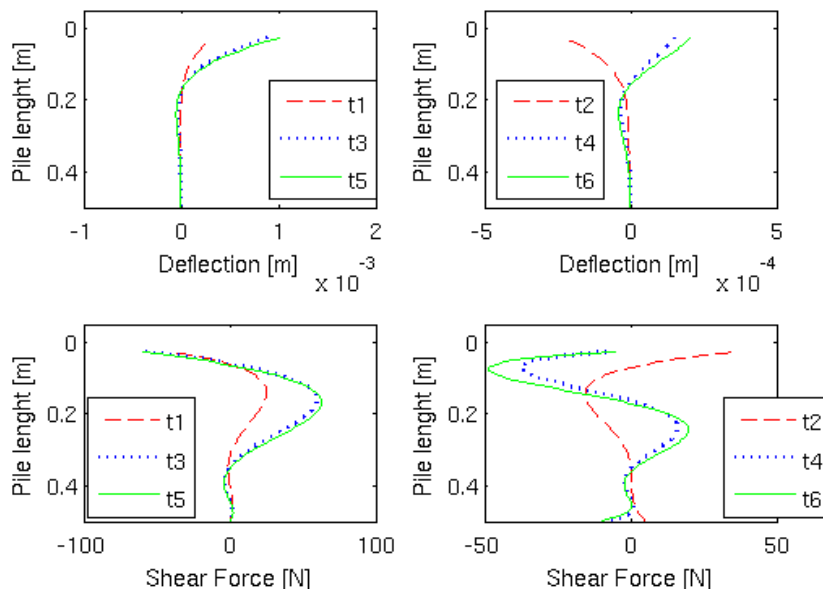 0
0.2
0.4
Pile lenght [m]
t1
t3
t5
-1
0
1
2
Deflection [m]
x 10
-3
0
0.2
0.4
Pile lenght [m]
t2
t4
t6
-5
0
5
Deflection [m]
x 10
-4
0
0.2
0.4
Pile lenght [m]
t1
t3
t5
-100
0
100
Shear Force [N]
0
0.2
0.4
Pile lenght [m]
t2
t4
t6
-50
0
50
Shear Force [N]